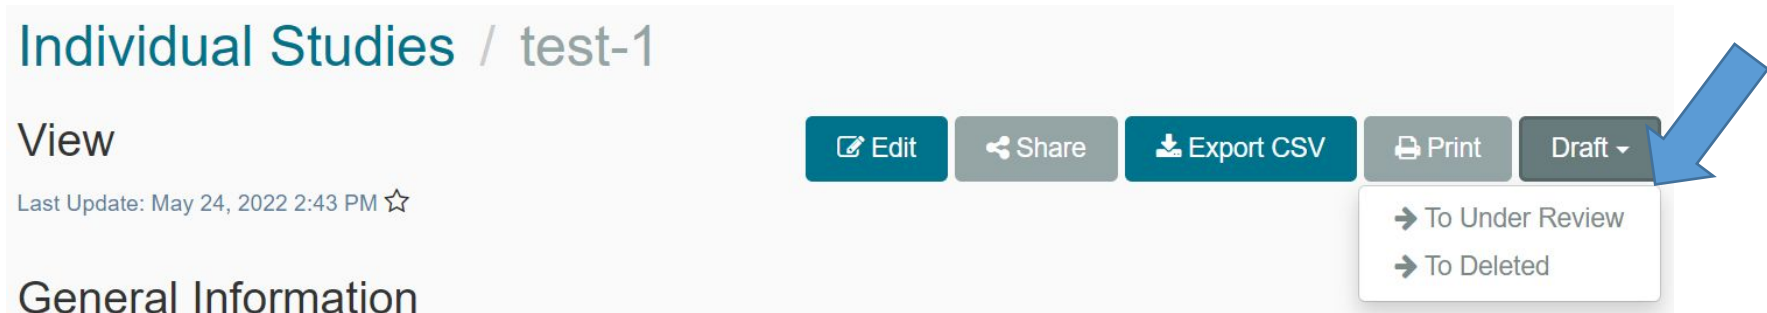 Individual Studies / test-1
View
Edit
Share
Export CSV
Print
Draft
Last Update: May 24, 2022 2:43 PM
To Under Review
To Deleted
General Information